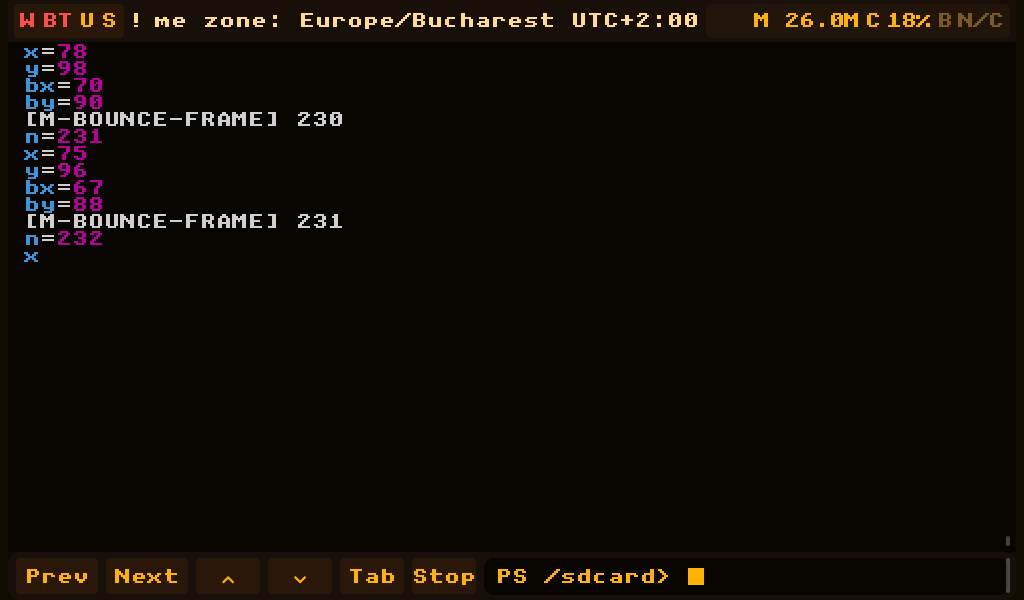 W BT U S ! me zone: Europe/Bucharest UTC+2:00 M 26.0M C 18% B N/C
x=78
y=98
bx=70
by=90
[M-BOUNCE-FRAME] 230
n=231
x=75
y=96
bx=67
by=88
[M-BOUNCE-FRAME] 231
n=232
x
Prev Next ^ ⌄ Tab Stop PS /sdcard>